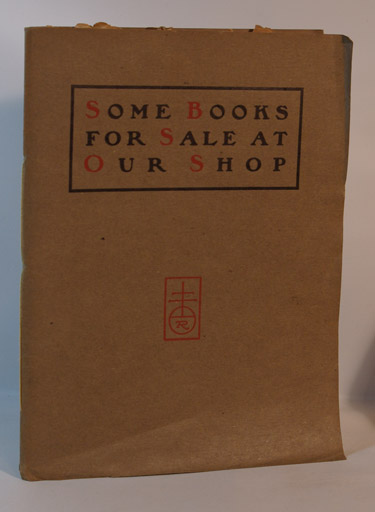 SOME BOOKS
FOR SALE AT
OUR SHOP
R